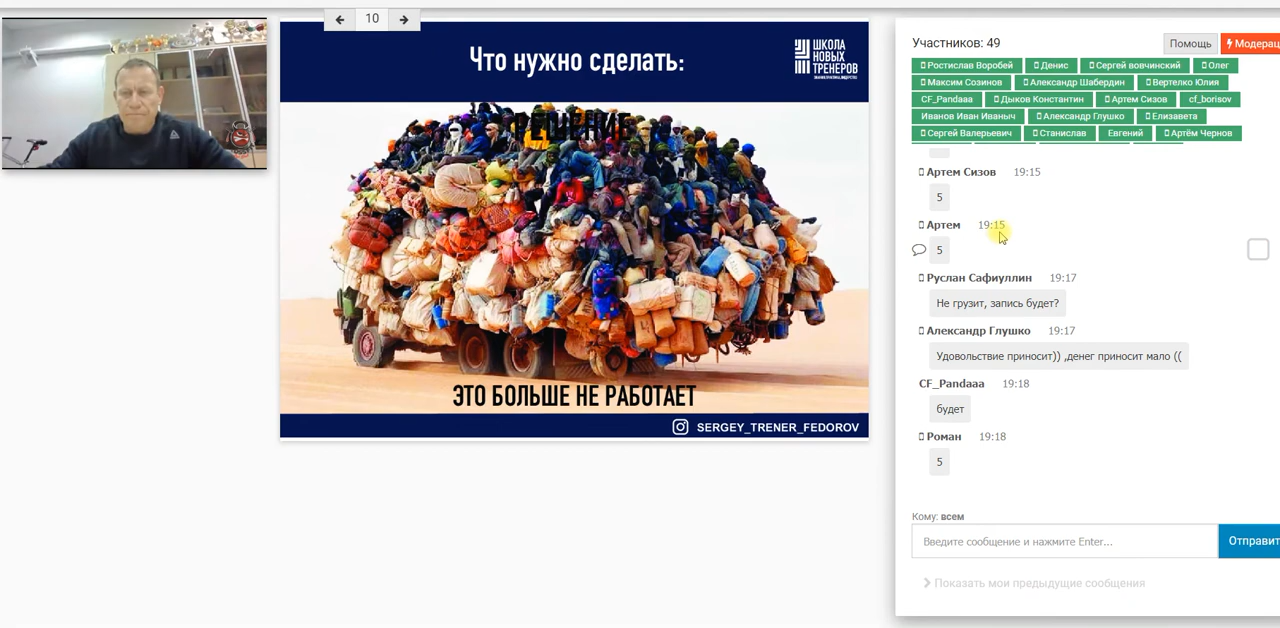 10
Что нужно сделать:
ШКОЛА
НОВЫХ
ТРЕНЕРОВ
РЕШЕНИЕ
ЭТО БОЛЬШЕ НЕ РАБОТАЕТ
SERGEY_TRENER_FEDOROV
Участников: 49
Помощь
Модерац
Ростислав Воробей Денис Сергей вовчинский Олег
Максим Созинов Александр Шабердин Вертелко Юлия
CF_Pandaaa Дыков Константин Артем Сизов cf_borisov
Иванов Иван Иваныч Александр Глушко Елизавета
Сергей Валерьевич Станислав Евгений Артём Чернов
Артем Сизов 19:15
5
Артем 19:15
5
Руслан Сафиуллин 19:17
Не грузит, запись будет?
Александр Глушко 19:17
Удовольствие приносит)) ,денег приносит мало ((
CF_Pandaaa 19:18
будет
Роман 19:18
5
Кому: всем
Введите сообщение и нажмите Enter...
Отправит
Показать мои предыдущие сообщения